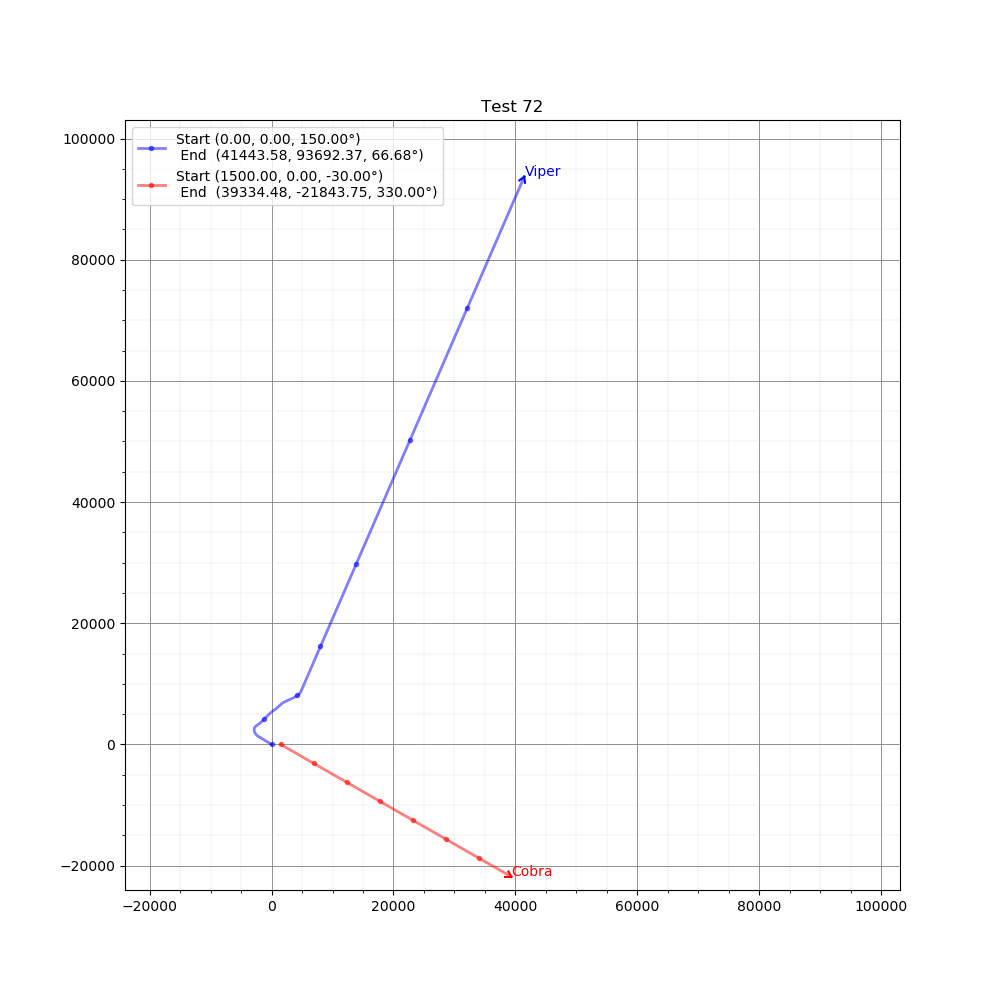 Test 72
Start (0.00, 0.00, 150.00°)
End (41443.58, 93692.37, 66.68°)
Start (1500.00, 0.00, -30.00°)
End (39334.48, -21843.75, 330.00°)
Viper
Cobra
100000
80000
60000
40000
20000
0
−20000
−20000 0 20000 40000 60000 80000 100000